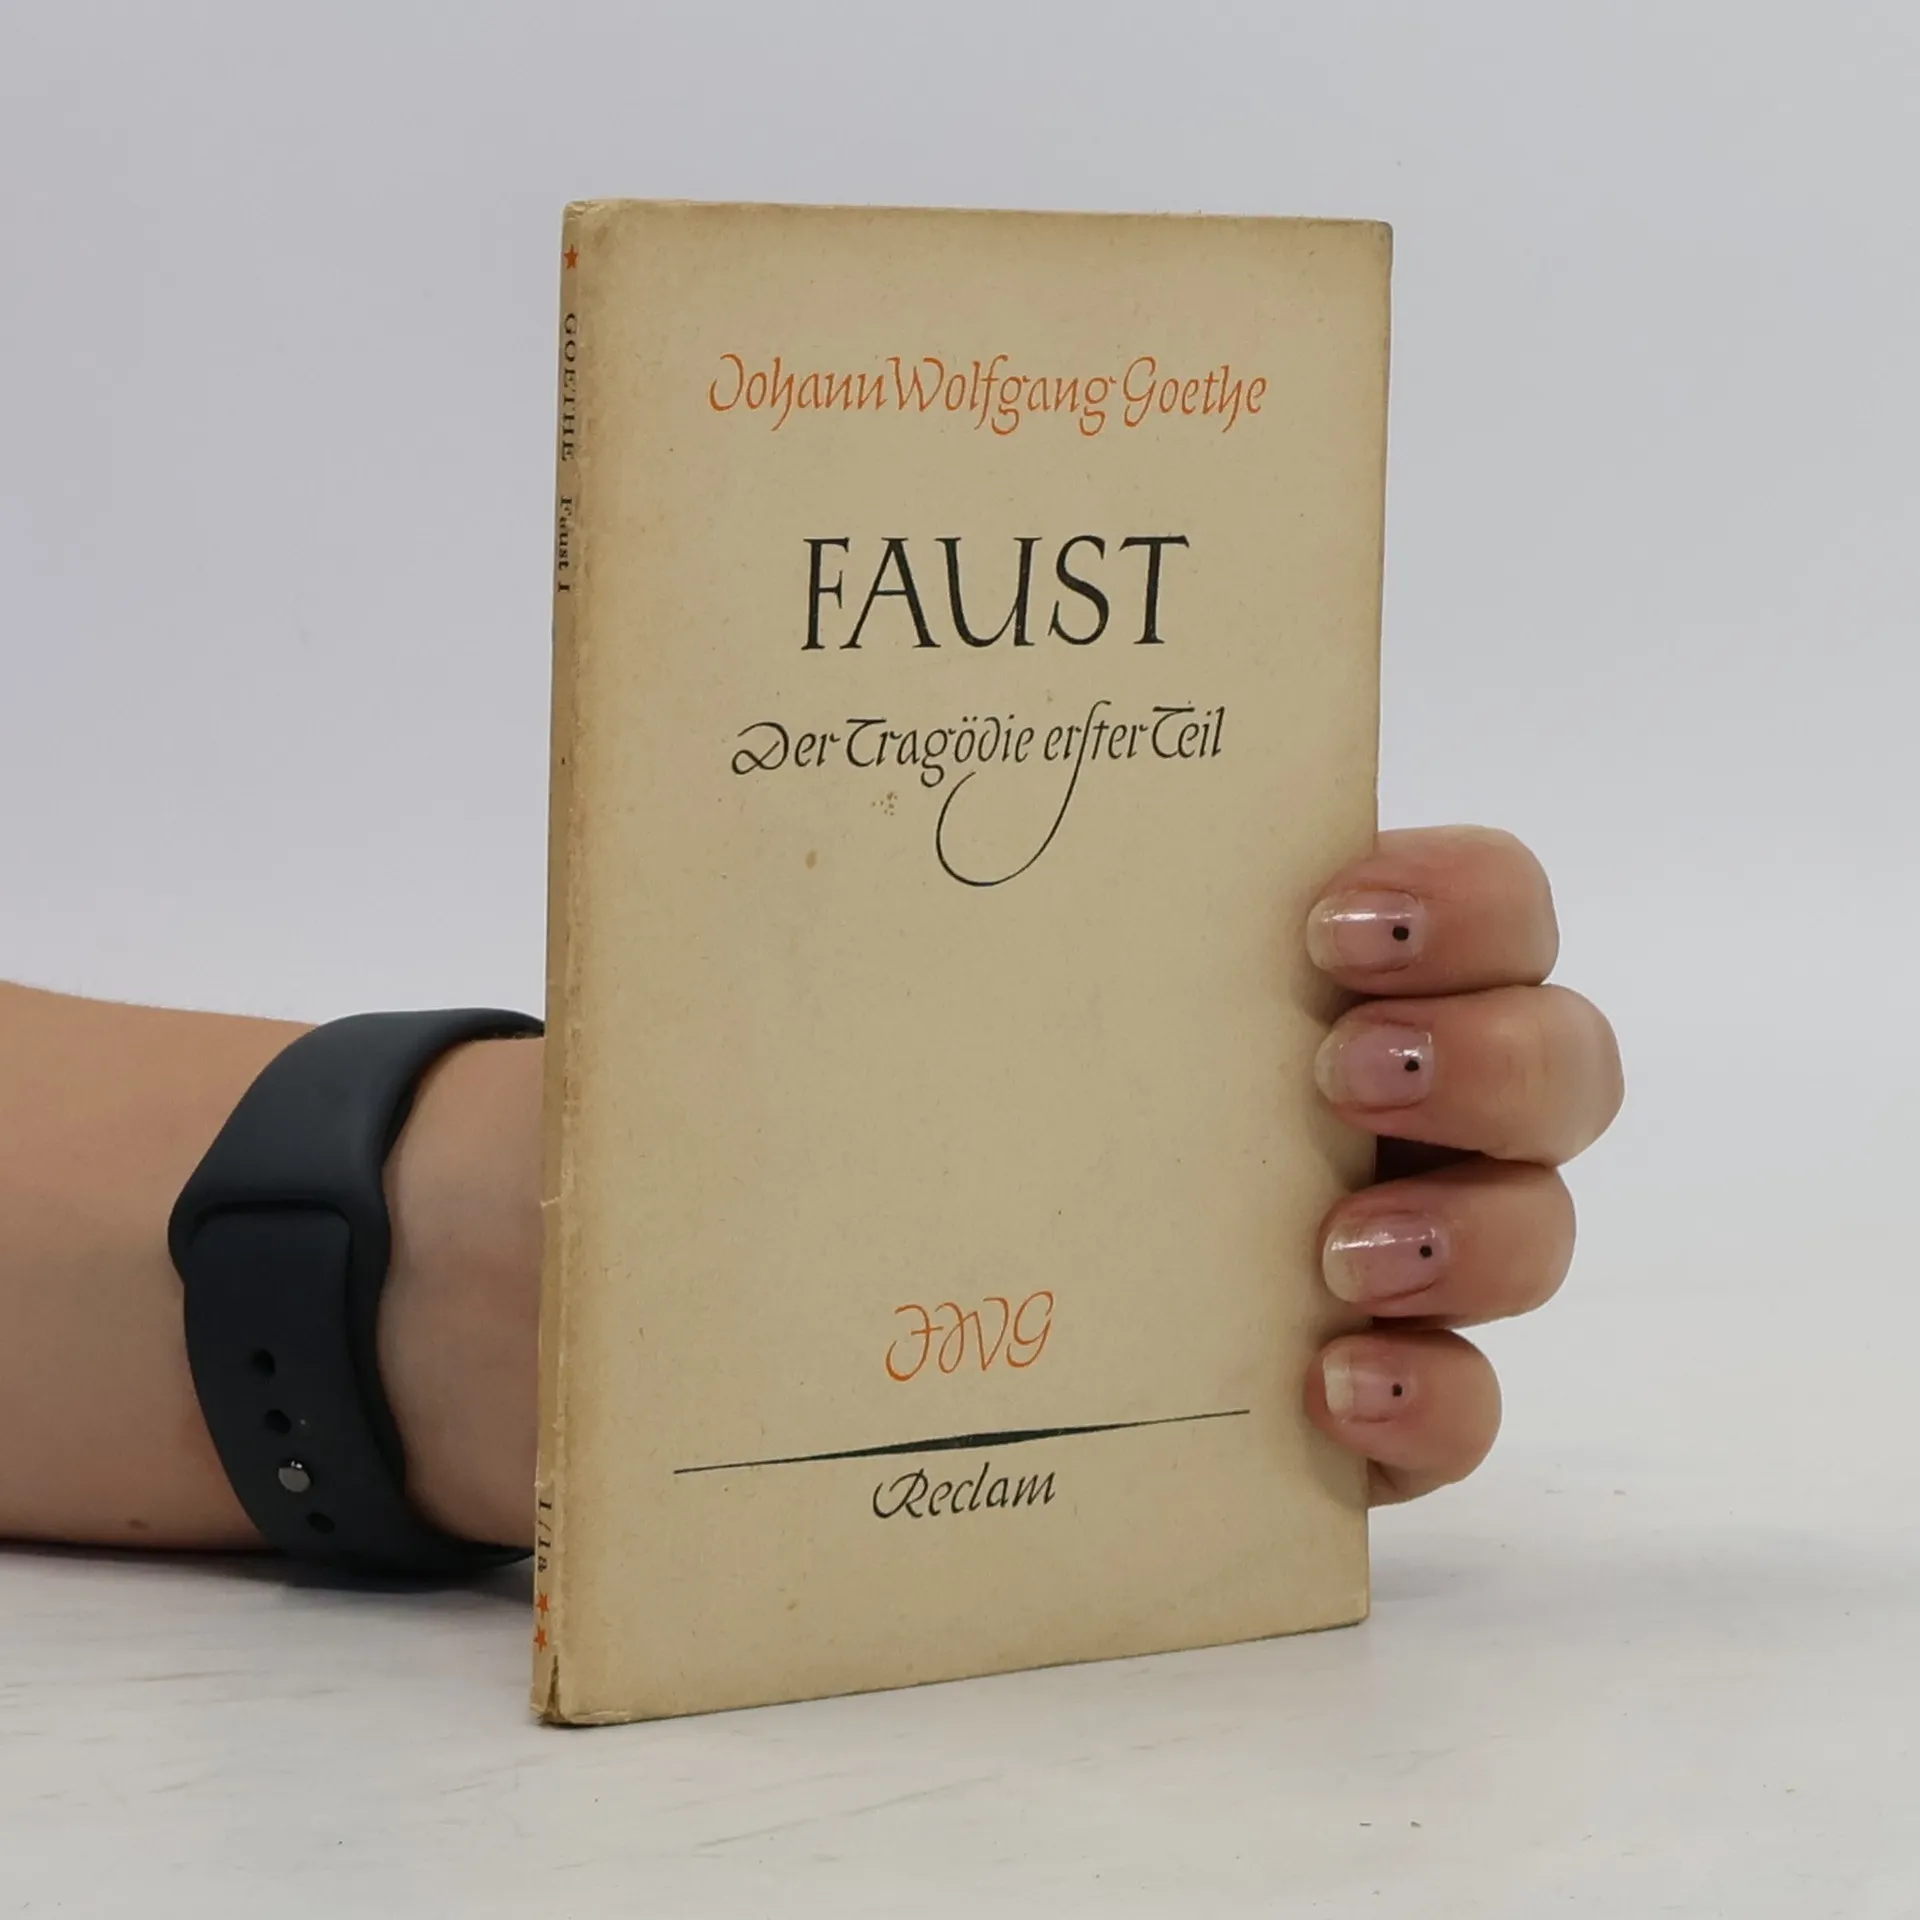 Johann Wolfgang Goethe
FAUST
Der Tragödie erſter Teil
JWG
Reclam
★ GOETHE Faust I 1/1a ★★